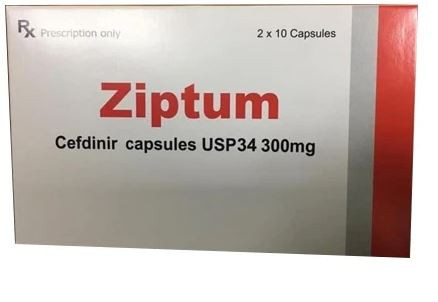 Rx Prescription only
2 x 10 Capsules
Ziptum
Cefdinir capsules USP34 300mg